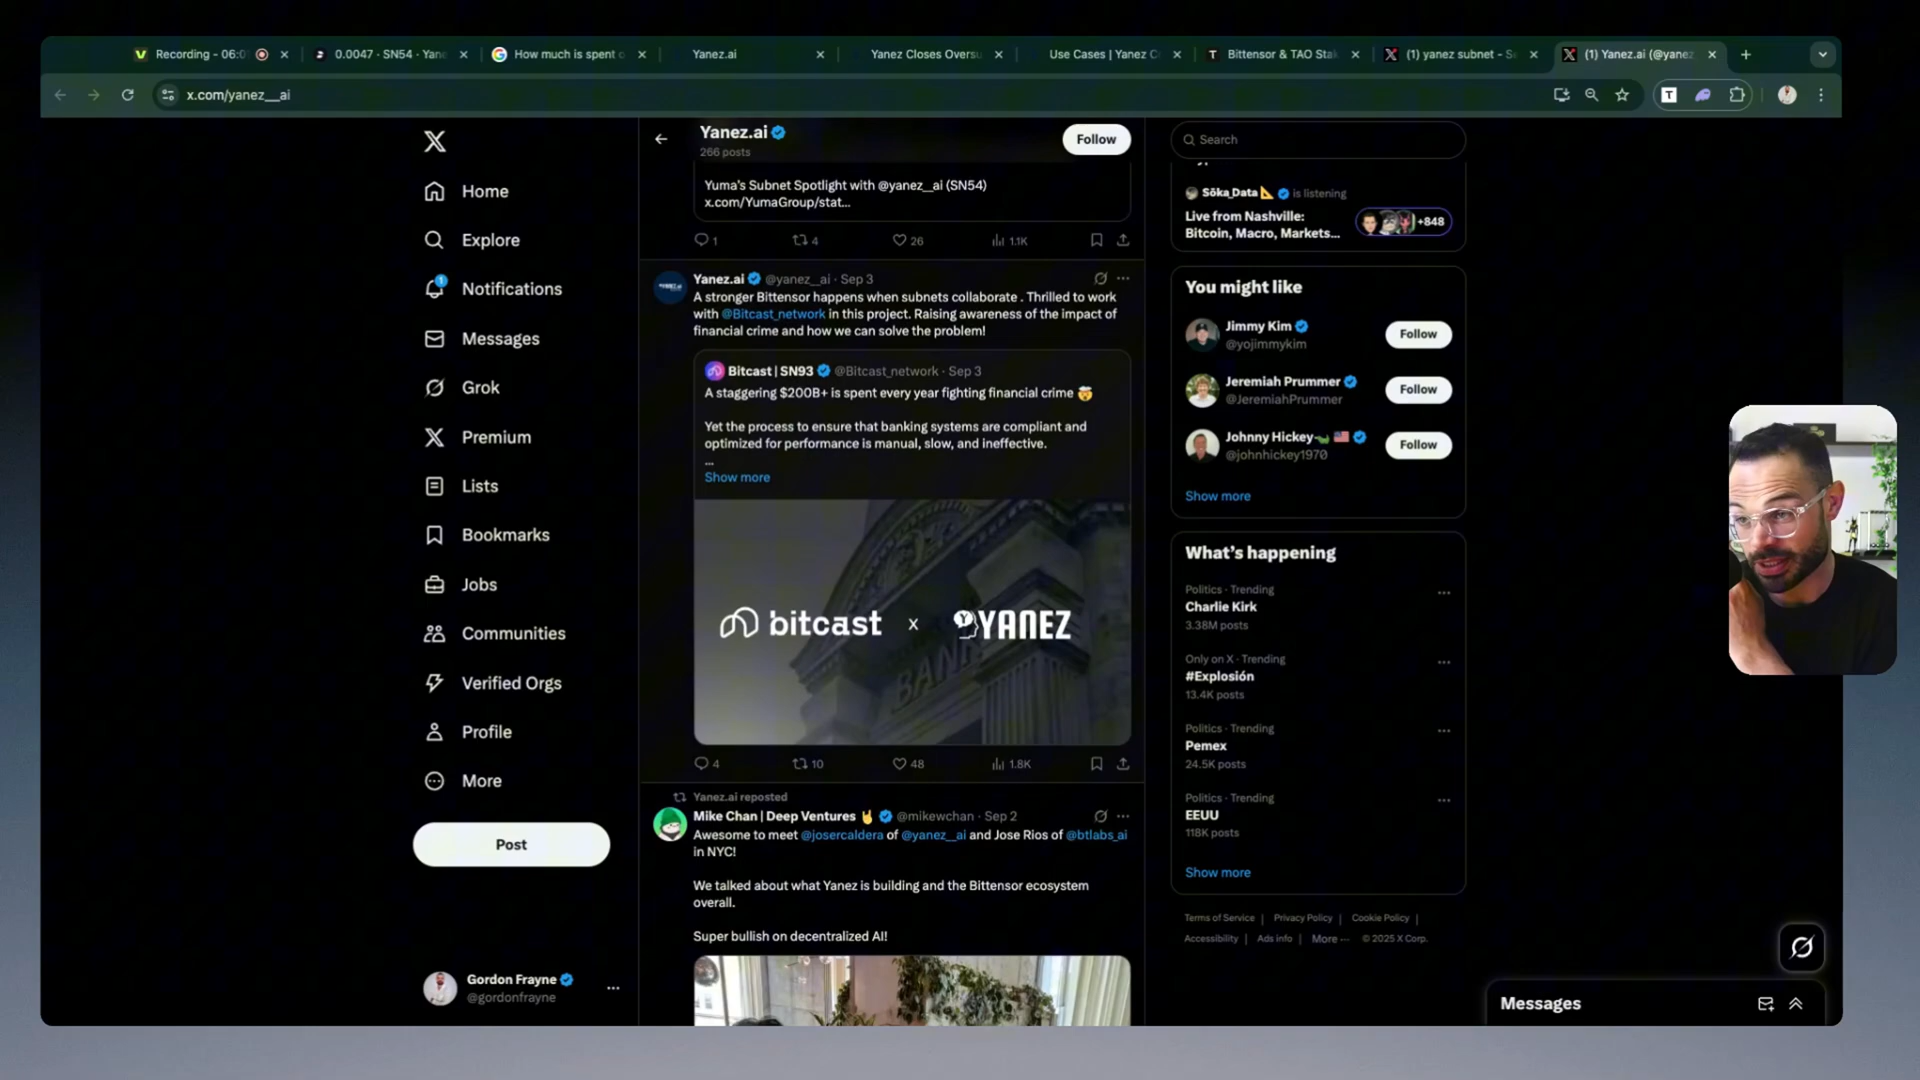 Recording - 06:0
0.0047 · SN54 · Yan
How much is spent o
Yanez.ai
Yanez Closes Oversu
Use Cases | Yanez C
Bittensor & TAO Sta
(1) yanez subnet - Se
(1) Yanez.ai (@yanez
x.com/yanez__ai
Home
Explore
1
Notifications
Messages
Grok
Premium
Lists
Bookmarks
Jobs
Communities
Verified Orgs
Profile
More
Post
Gordon Frayne
@gordonfrayne
Yanez.ai
266 posts
Follow
Yuma's Subnet Spotlight with @yanez__ai (SN54)
x.com/YumaGroup/stat...
1 4 26 1.1K
Yanez.ai @yanez__ai · Sep 3
A stronger Bittensor happens when subnets collaborate . Thrilled to work
with @Bitcast_network in this project. Raising awareness of the impact of
financial crime and how we can solve the problem!
Bitcast | SN93 @Bitcast_network · Sep 3
A staggering $200B+ is spent every year fighting financial crime 🤯
Yet the process to ensure that banking systems are compliant and
optimized for performance is manual, slow, and ineffective.
...
Show more
BANK
bitcast x YANEZ
4 10 48 1.8K
Yanez.ai reposted
Mike Chan | Deep Ventures 🤘 @mikewchan · Sep 2
Awesome to meet @josercaldera of @yanez__ai and Jose Rios of @btlabs_ai
in NYC!
We talked about what Yanez is building and the Bittensor ecosystem
overall.
Super bullish on decentralized AI!
Search
Sōka_Data 📐 is listening
Live from Nashville:
Bitcoin, Macro, Markets...
+848
You might like
Jimmy Kim
@yojimmykim
Follow
Jeremiah Prummer
@JeremiahPrummer
Follow
Johnny Hickey 🇺🇸
@johnhickey1970
Follow
Show more
What's happening
Politics · Trending
Charlie Kirk
3.38M posts
Only on X · Trending
#Explosión
13.4K posts
Politics · Trending
Pemex
24.5K posts
Politics · Trending
EEUU
118K posts
Show more
Terms of Service | Privacy Policy | Cookie Policy |
Accessibility | Ads info | More ··· © 2025 X Corp.
Messages